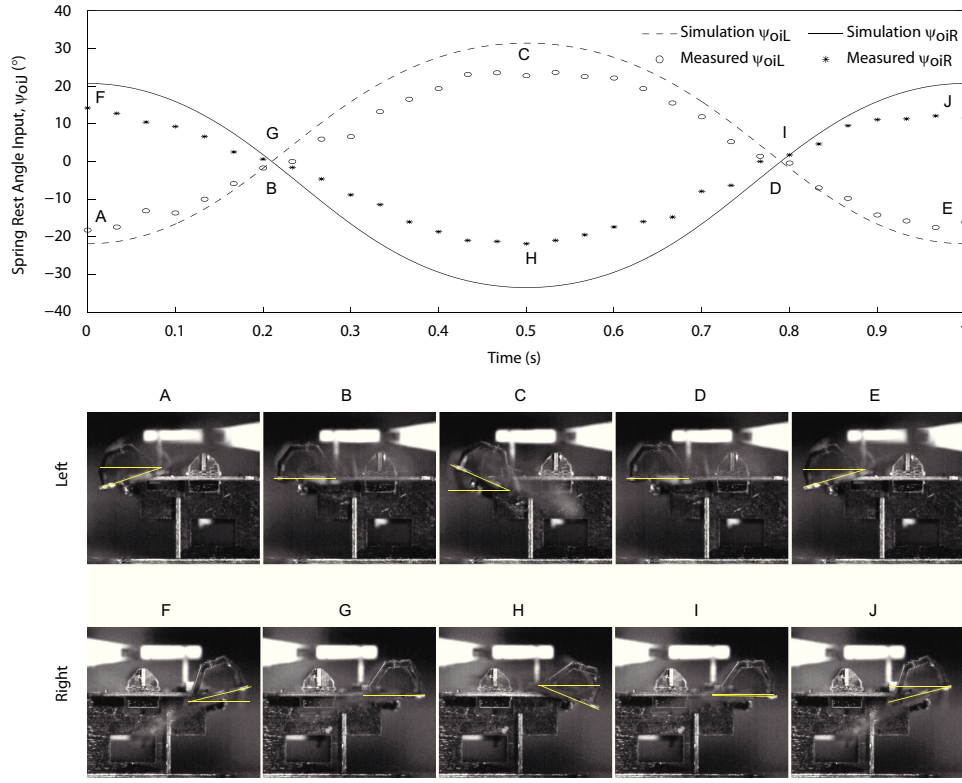 40
Simulation ψoiL Simulation ψoiR
30
Measured ψoiL Measured ψoiR
C
20
F J
10
G I
0
B D
-10
A E
-20
H
-30
-40
Spring Rest Angle Input, ψoiJ (°)
0 0.1 0.2 0.3 0.4 0.5 0.6 0.7 0.8 0.9 1
Time (s)
A B C D E
Left
F G H I J
Right